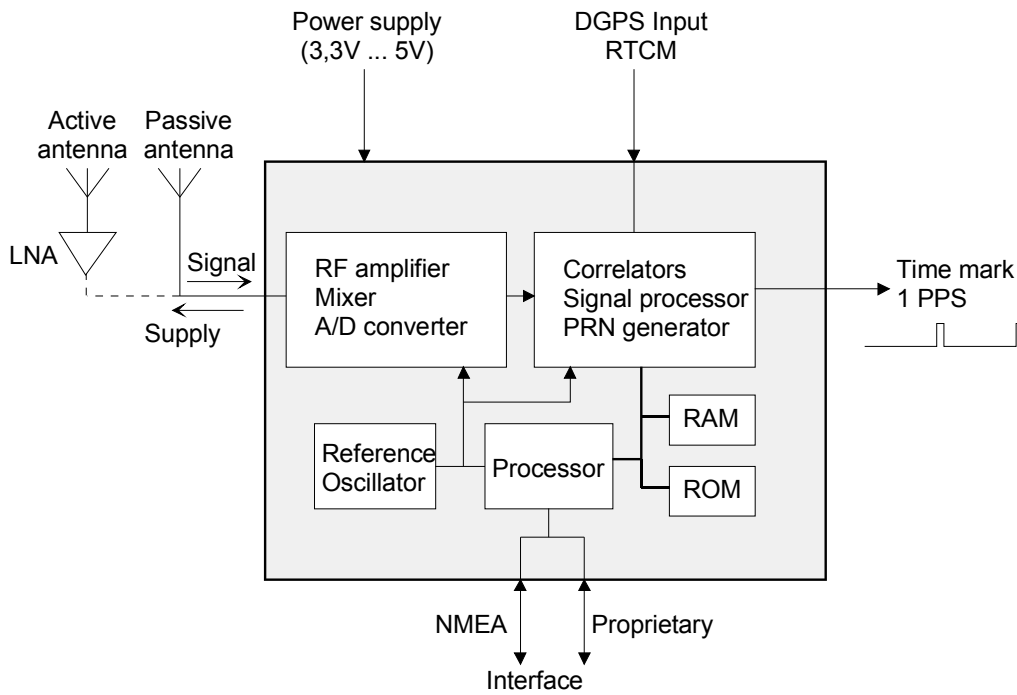 Power supply
(3,3V ... 5V)
DGPS Input
RTCM
Active
antenna
Passive
antenna
LNA
Signal
Supply
RF amplifier
Mixer
A/D converter
Correlators
Signal processor
PRN generator
Time mark
1 PPS
Reference
Oscillator
Processor
RAM
ROM
NMEA
Proprietary
Interface